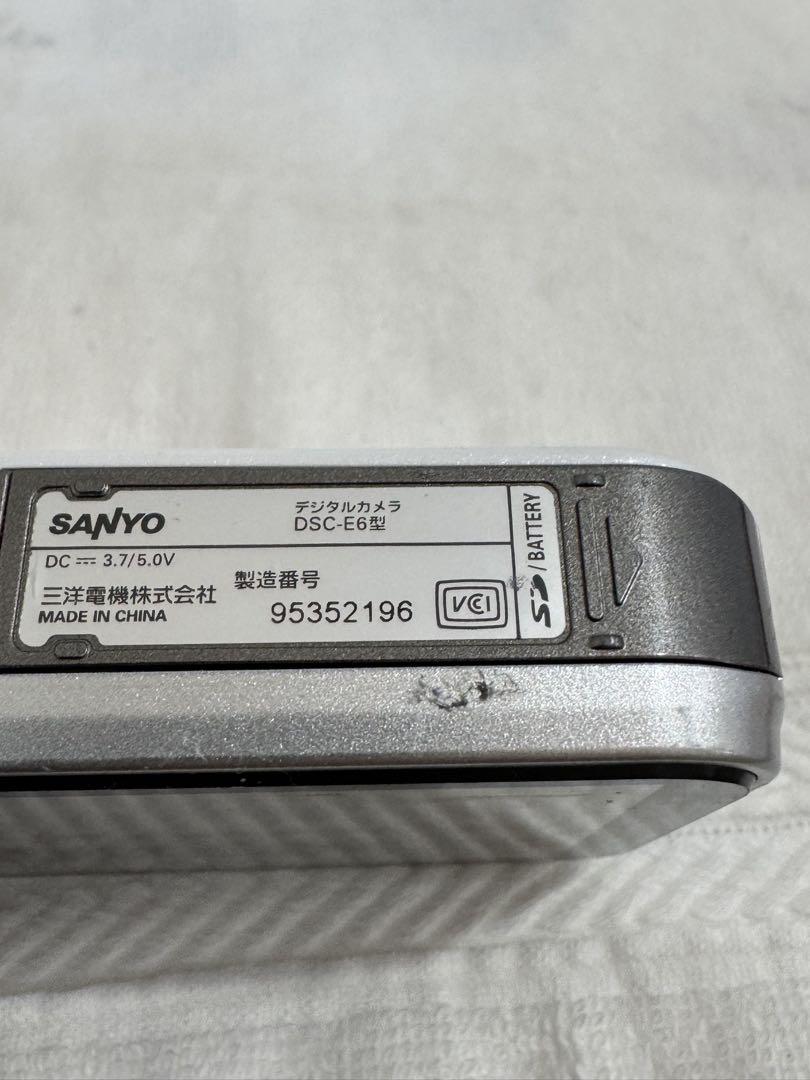 SANYO
デジタルカメラ
DSC-E6型
DC ⎓ 3.7/5.0V
三洋電機株式会社
MADE IN CHINA
製造番号
95352196
VCI
SD/BATTERY